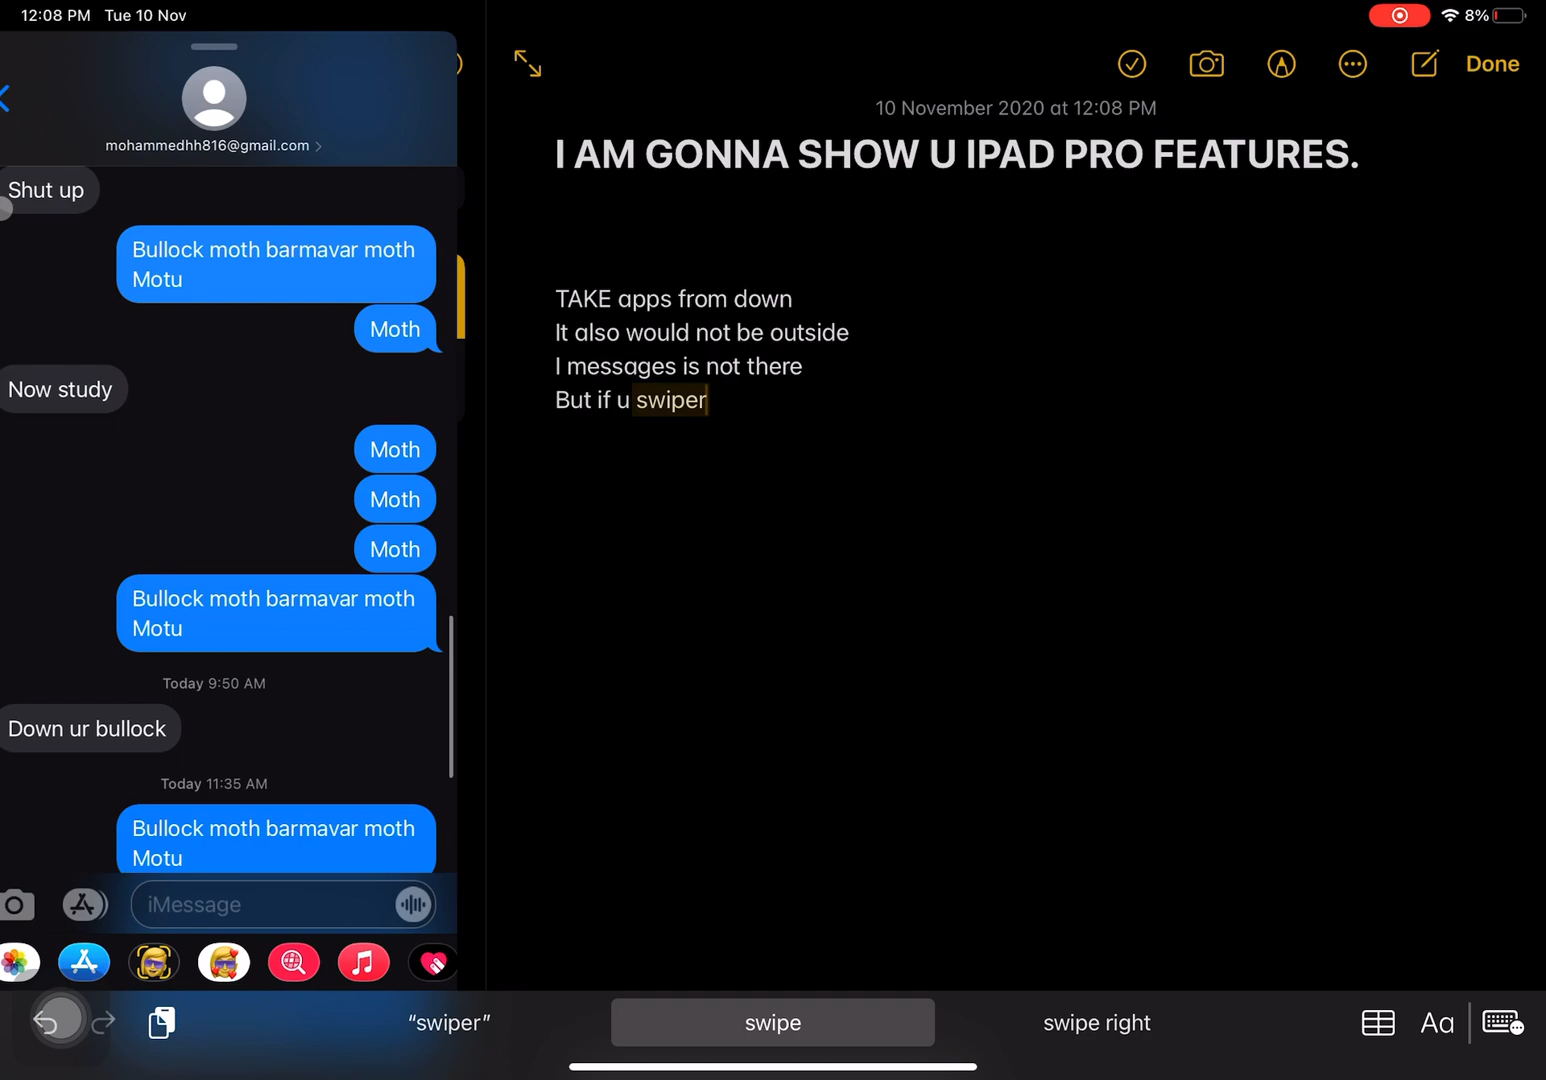 12:08 PM Tue 10 Nov
8%
mohammedhh816@gmail.com
Shut up
Bullock moth barmavar moth
Motu
Moth
Now study
Moth
Moth
Moth
Bullock moth barmavar moth
Motu
Today 9:50 AM
Down ur bullock
Today 11:35 AM
Bullock moth barmavar moth
Motu
iMessage
Done
10 November 2020 at 12:08 PM
I AM GONNA SHOW U IPAD PRO FEATURES.
TAKE apps from down
It also would not be outside
I messages is not there
But if u swiper
“swiper”
swipe
swipe right
Aa